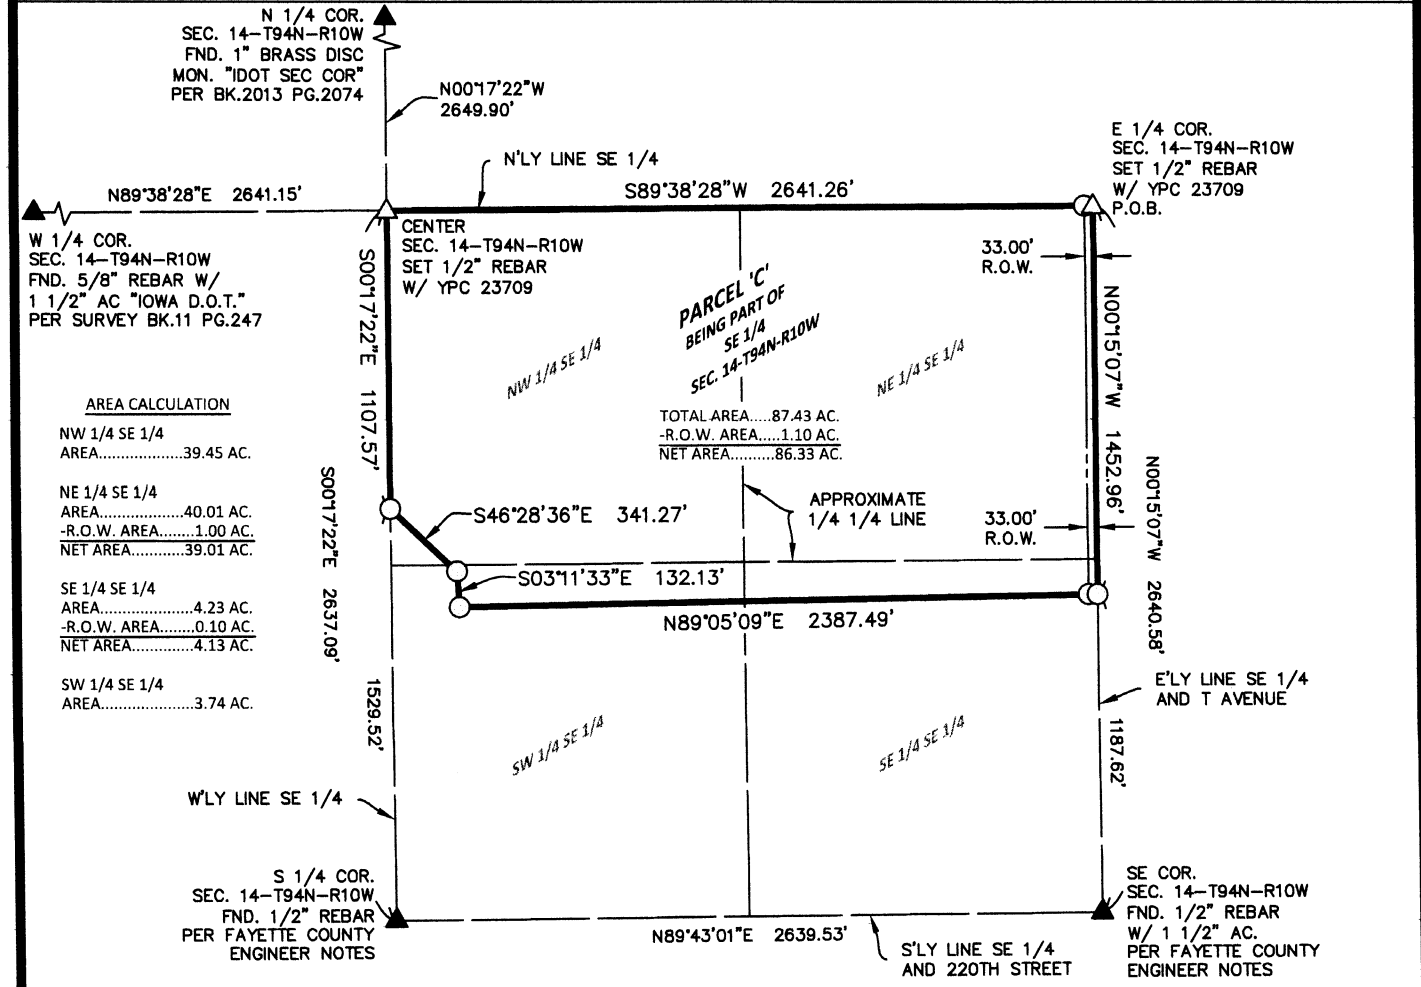 N 1/4 COR.
SEC. 14-T94N-R10W
FND. 1" BRASS DISC
MON. "IDOT SEC COR"
PER BK.2013 PG.2074
N00°17'22"W
2649.90'
N'LY LINE SE 1/4
N89°38'28"E 2641.15'
S89°38'28"W 2641.26'
E 1/4 COR.
SEC. 14-T94N-R10W
SET 1/2" REBAR
W/ YPC 23709
P.O.B.
W 1/4 COR.
SEC. 14-T94N-R10W
FND. 5/8" REBAR W/
1 1/2" AC "IOWA D.O.T."
PER SURVEY BK.11 PG.247
CENTER
SEC. 14-T94N-R10W
SET 1/2" REBAR
W/ YPC 23709
33.00'
R.O.W.
S00°17'22"E 1107.57'
PARCEL 'C'
BEING PART OF
SE 1/4
SEC. 14-T94N-R10W
NW 1/4 SE 1/4
NE 1/4 SE 1/4
N00°15'07"W 1452.96'
TOTAL AREA.....87.43 AC.
-R.O.W. AREA.....1.10 AC.
NET AREA..........86.33 AC.
AREA CALCULATION
NW 1/4 SE 1/4
AREA..................39.45 AC.
NE 1/4 SE 1/4
AREA..................40.01 AC.
-R.O.W. AREA.......1.00 AC.
NET AREA............39.01 AC.
SE 1/4 SE 1/4
AREA....................4.23 AC.
-R.O.W. AREA.......0.10 AC.
NET AREA..............4.13 AC.
SW 1/4 SE 1/4
AREA....................3.74 AC.
S00°17'22"E 2637.09'
S46°28'36"E 341.27'
APPROXIMATE
1/4 1/4 LINE
33.00'
R.O.W.
N00°15'07"W 2640.58'
S03°11'33"E 132.13'
N89°05'09"E 2387.49'
1529.52'
E'LY LINE SE 1/4
AND T AVENUE
1187.62'
SW 1/4 SE 1/4
SE 1/4 SE 1/4
W'LY LINE SE 1/4
S 1/4 COR.
SEC. 14-T94N-R10W
FND. 1/2" REBAR
PER FAYETTE COUNTY
ENGINEER NOTES
N89°43'01"E 2639.53'
S'LY LINE SE 1/4
AND 220TH STREET
SE COR.
SEC. 14-T94N-R10W
FND. 1/2" REBAR
W/ 1 1/2" AC.
PER FAYETTE COUNTY
ENGINEER NOTES